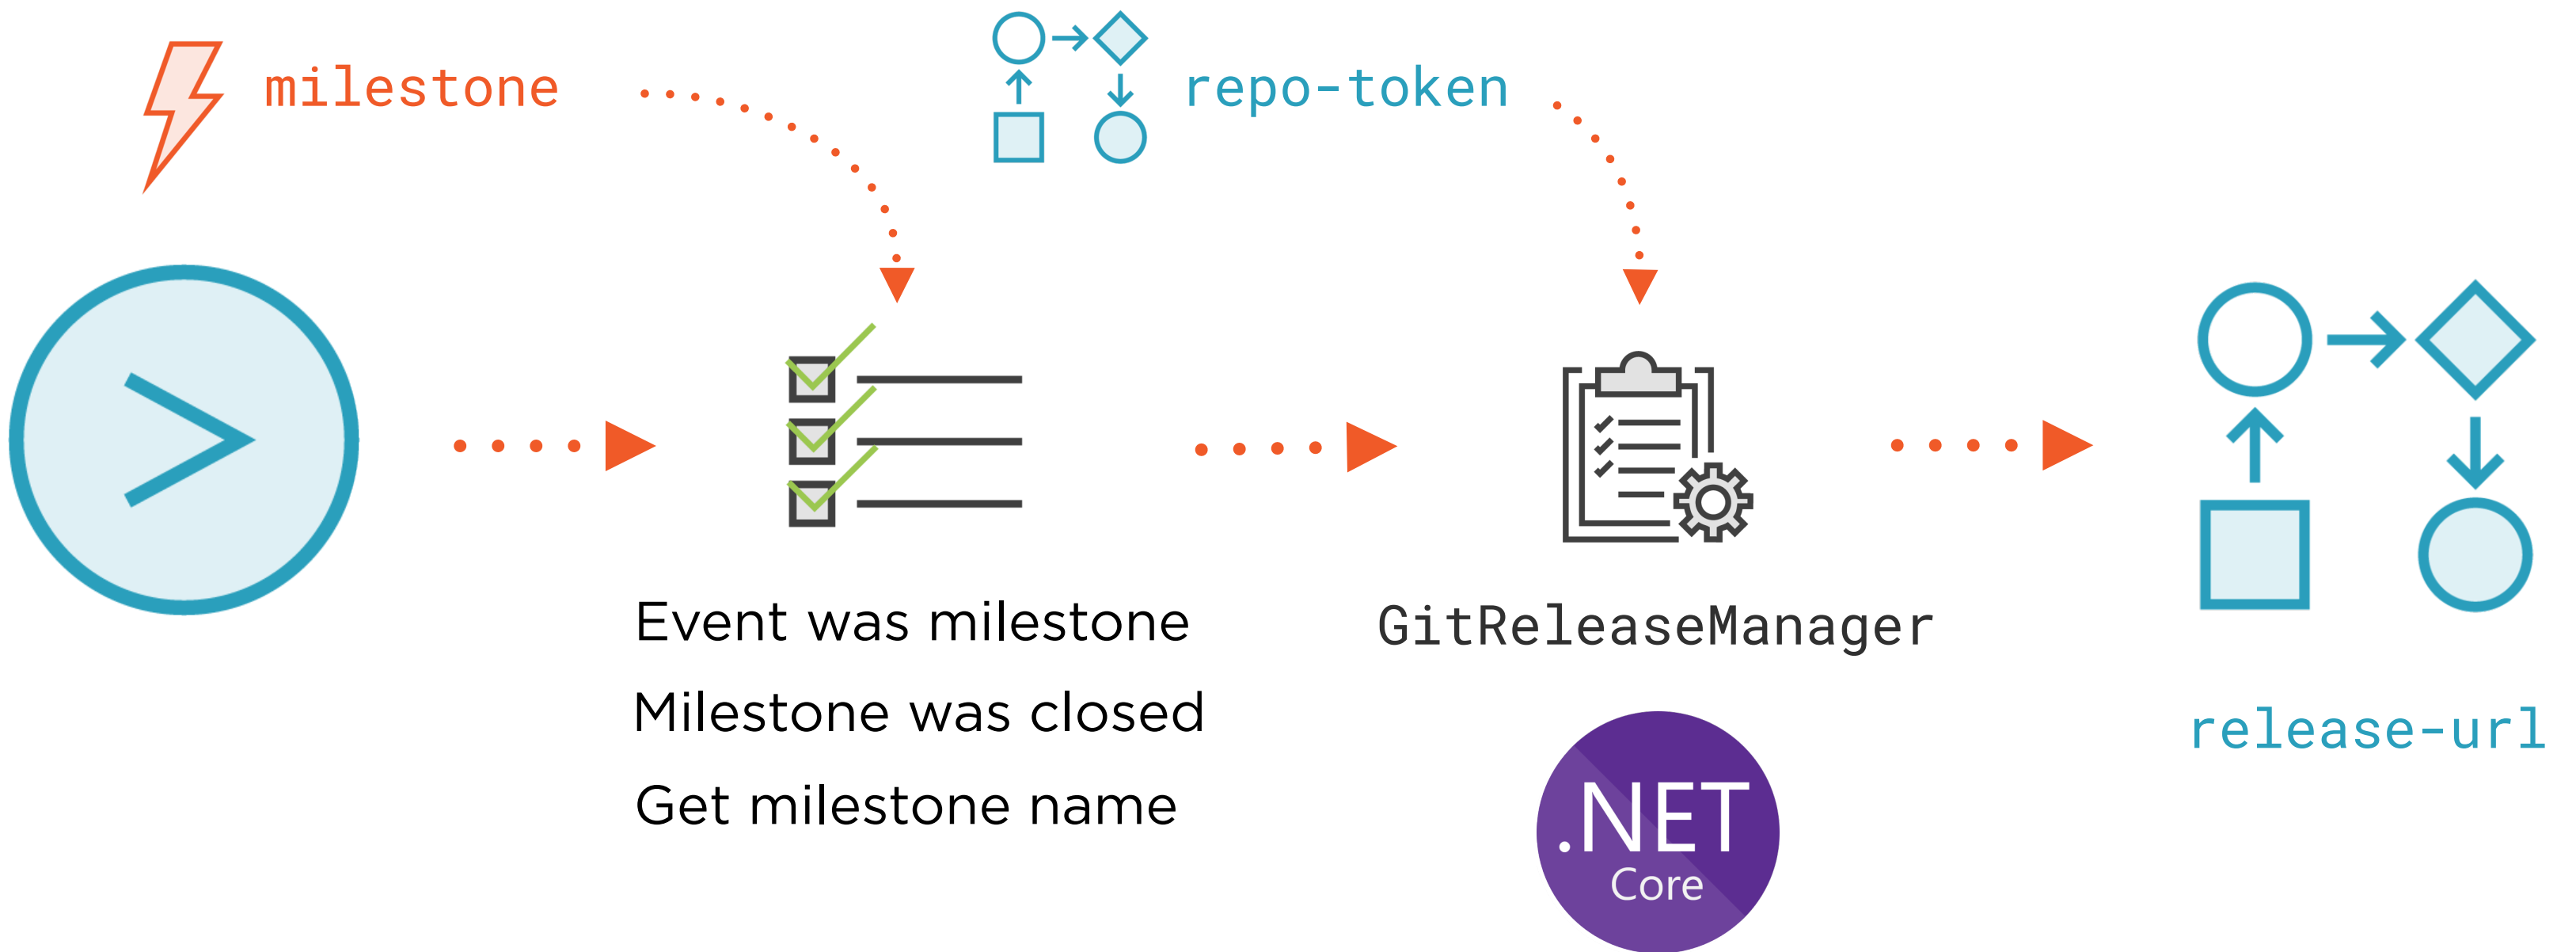 milestone
repo-token
Event was milestone
Milestone was closed
Get milestone name
GitReleaseManager
.NET
Core
release-url